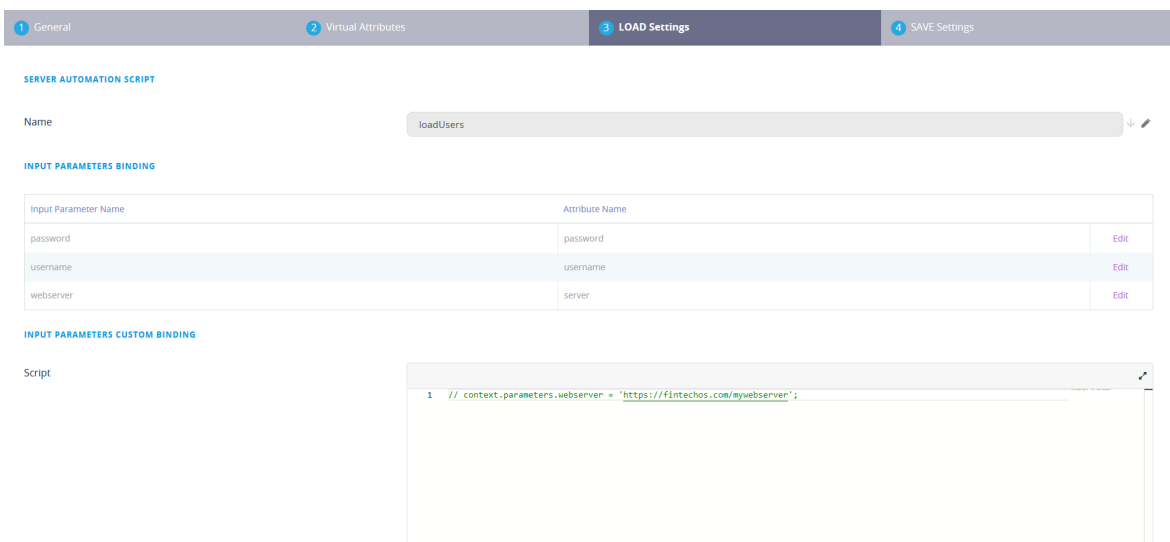 1 General 2 Virtual Attributes 3 LOAD Settings 4 SAVE Settings
SERVER AUTOMATION SCRIPT
Name loadUsers
INPUT PARAMETERS BINDING
Input Parameter Name Attribute Name
password password Edit
username username Edit
webserver server Edit
INPUT PARAMETERS CUSTOM BINDING
Script
1 // context.parameters.webserver = 'https://fintechos.com/mywebserver';